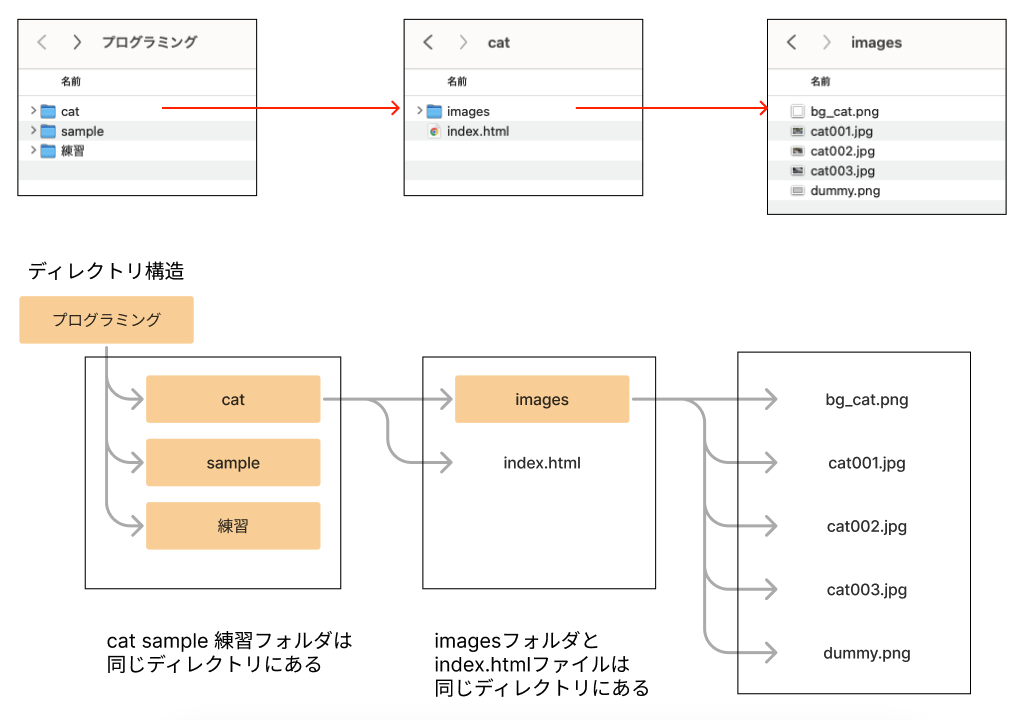 プログラミング
名前
cat
sample
練習
cat
名前
images
index.html
images
名前
bg_cat.png
cat001.jpg
cat002.jpg
cat003.jpg
dummy.png
ディレクトリ構造
プログラミング
cat
sample
練習
images
index.html
bg_cat.png
cat001.jpg
cat002.jpg
cat003.jpg
dummy.png
cat sample 練習フォルダは
同じディレクトリにある
imagesフォルダと
index.htmlファイルは
同じディレクトリにある